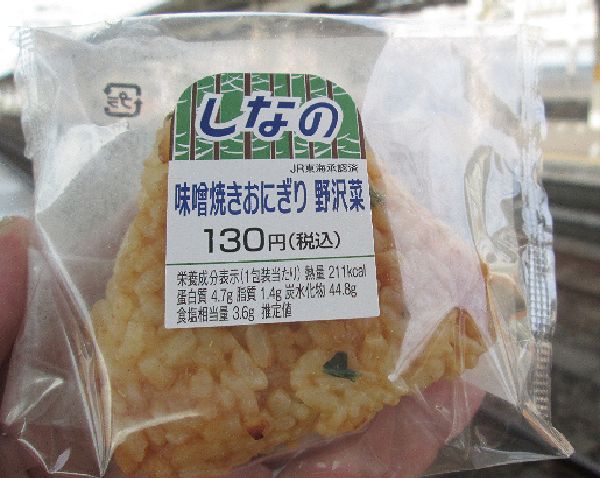 しなの
JR東海承認済
味噌焼きおにぎり 野沢菜
130円(税込)
栄養成分表示(1包装当たり) 熱量 211kcal
蛋白質 4.7g 脂質 1.4g 炭水化物 44.8g
食塩相当量 3.6g 推定値
プラ